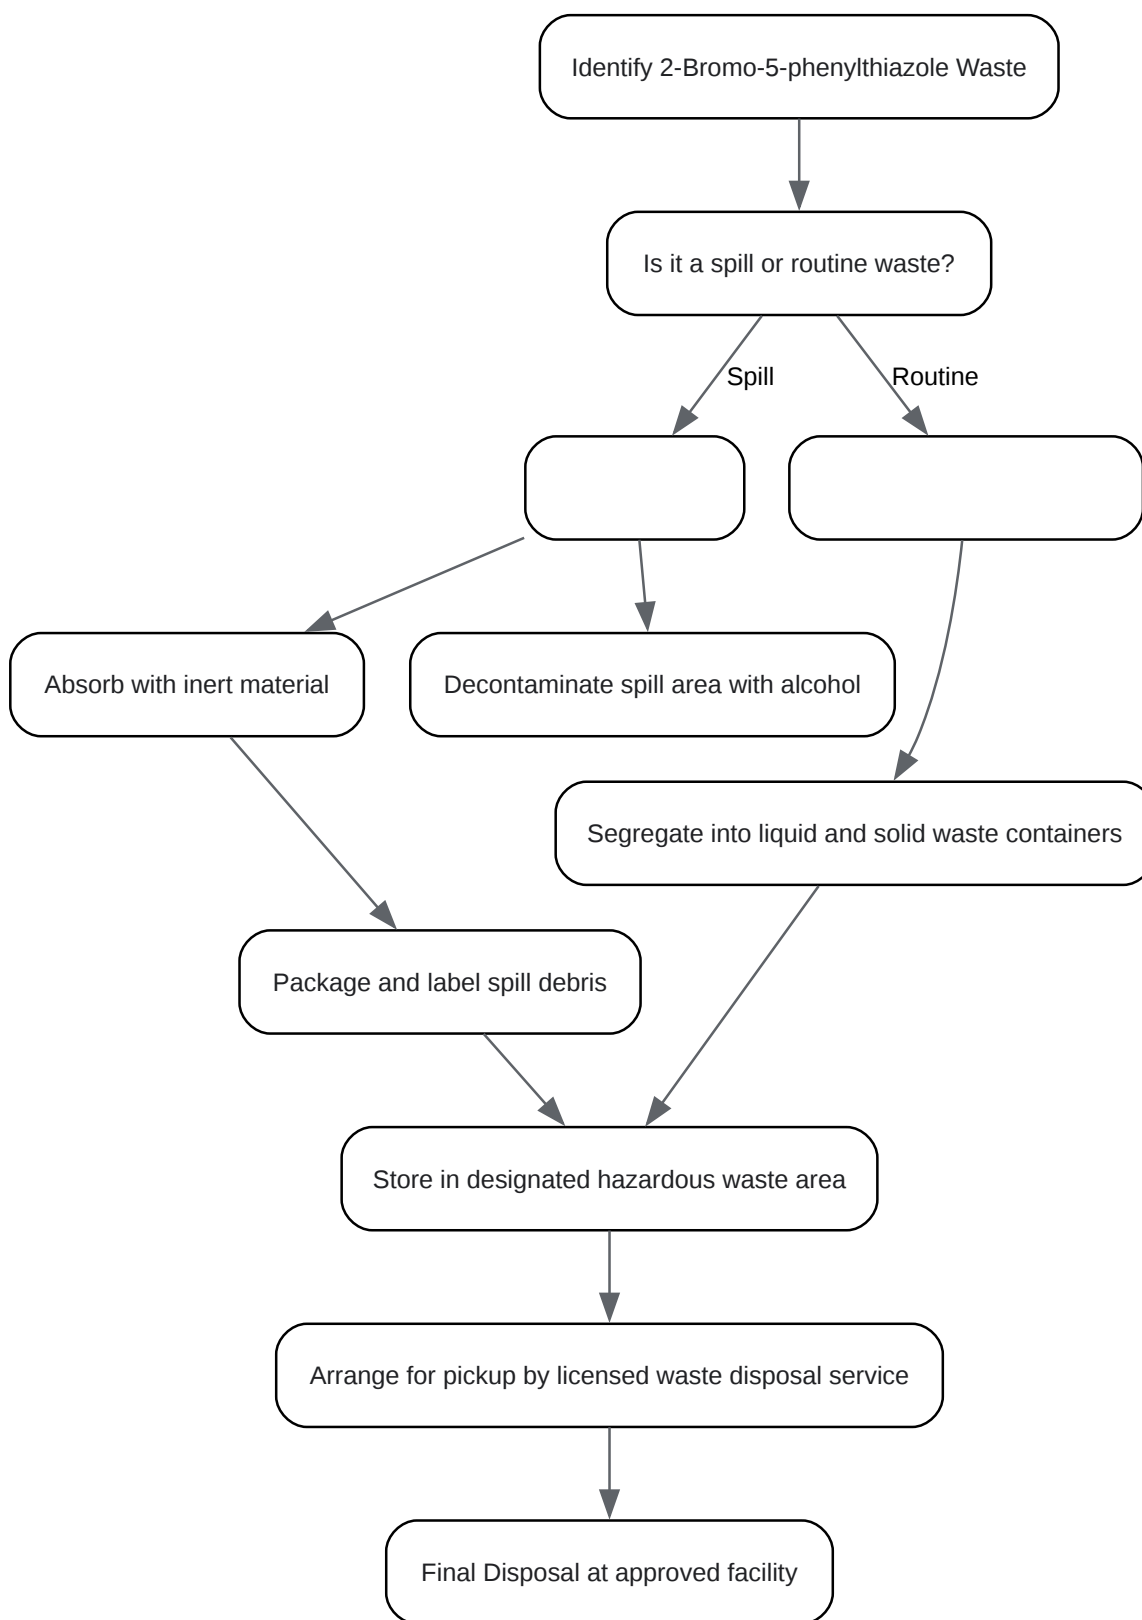 Identify 2-Bromo-5-phenylthiazole Waste
Is it a spill or routine waste?
Spill
Routine
Absorb with inert material
Decontaminate spill area with alcohol
Segregate into liquid and solid waste containers
Package and label spill debris
Store in designated hazardous waste area
Arrange for pickup by licensed waste disposal service
Final Disposal at approved facility